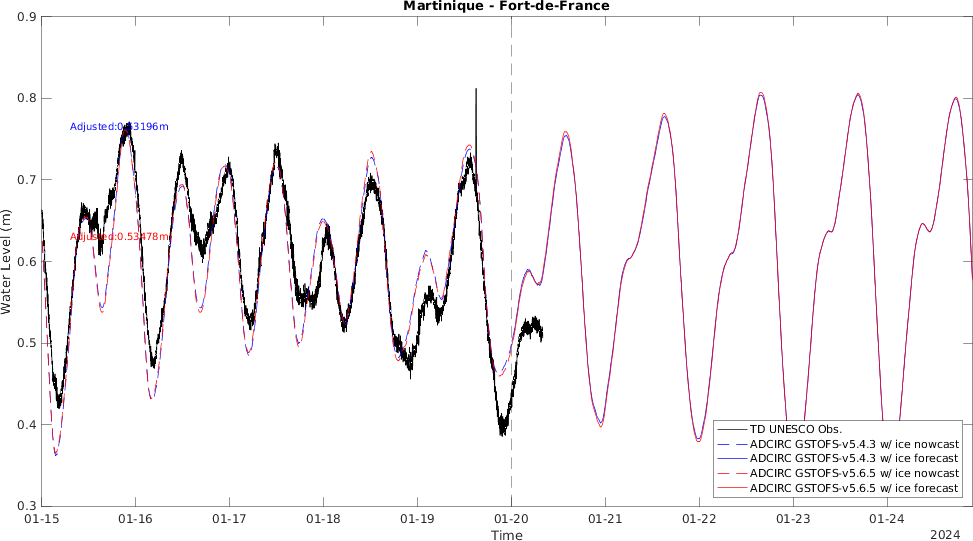 Martinique - Fort-de-France
0.9
0.8
0.7
0.6
0.5
0.4
0.3
Water Level (m)
Adjusted:0.53196m
Adjusted:0.53478m
TD UNESCO Obs.
ADCIRC GSTOFS-v5.4.3 w/ ice nowcast
ADCIRC GSTOFS-v5.4.3 w/ ice forecast
ADCIRC GSTOFS-v5.6.5 w/ ice nowcast
ADCIRC GSTOFS-v5.6.5 w/ ice forecast
01-15 01-16 01-17 01-18 01-19 01-20 01-21 01-22 01-23 01-24
Time
2024